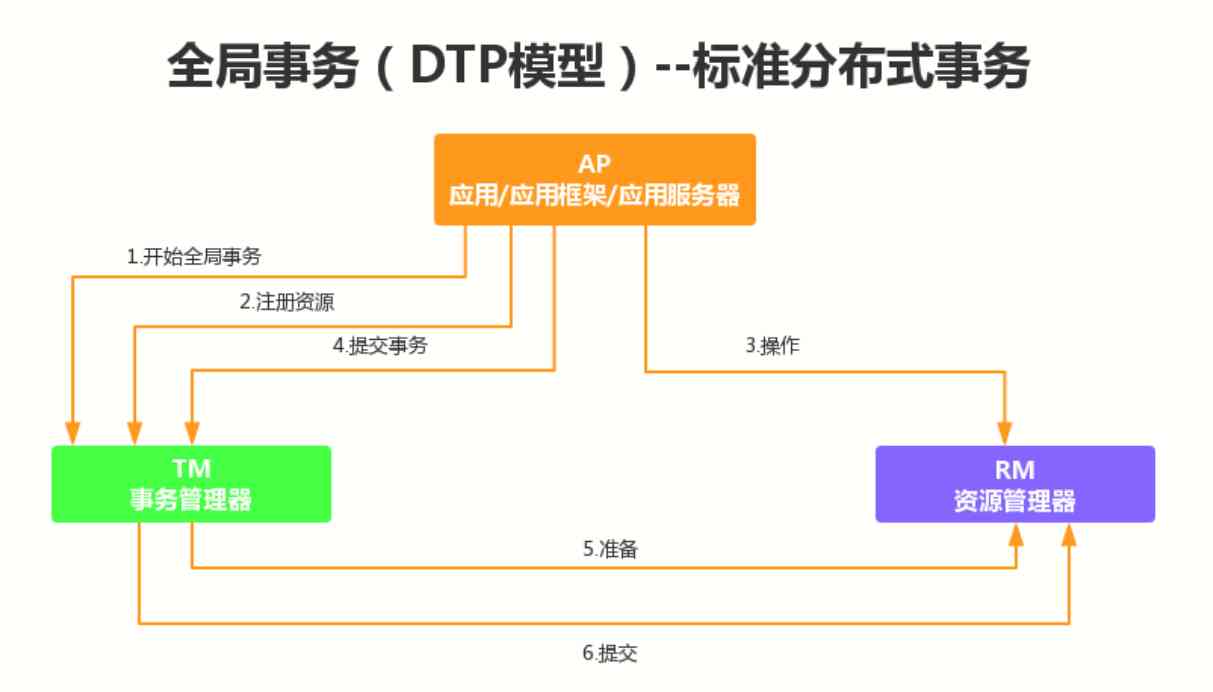 全局事务（DTP模型）--标准分布式事务
AP
应用/应用框架/应用服务器
1.开始全局事务
2.注册资源
4.提交事务
3.操作
TM
事务管理器
RM
资源管理器
5.准备
6.提交